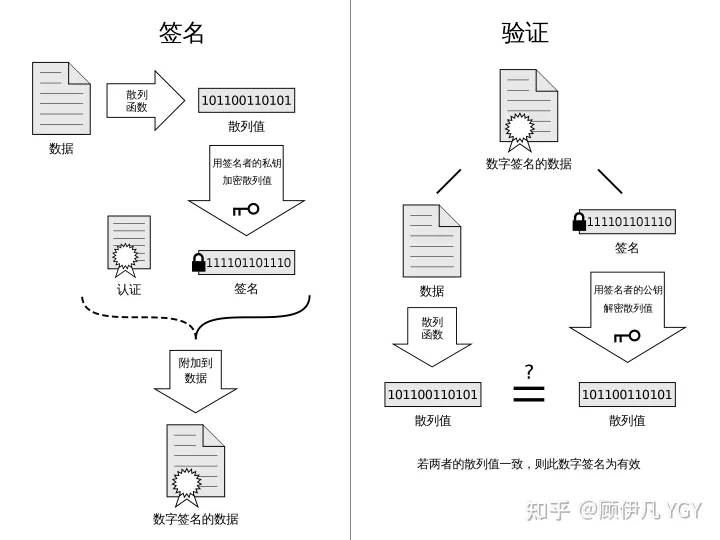 签名
数据
散列
函数
101100110101
散列值
用签名者的私钥
加密散列值
认证
111101101110
签名
附加到
数据
数字签名的数据
验证
数字签名的数据
数据
散列
函数
101100110101
散列值
111101101110
签名
用签名者的公钥
解密散列值
?
=
101100110101
散列值
若两者的散列值一致，则此数字签名为有效
知乎 @顾伊凡YGY